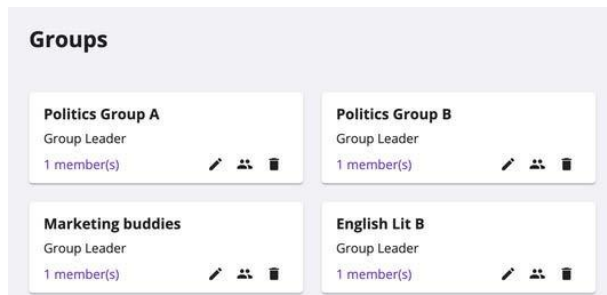 Groups
Politics Group A
Group Leader
1 member(s)
Politics Group B
Group Leader
1 member(s)
Marketing buddies
Group Leader
1 member(s)
English Lit B
Group Leader
1 member(s)